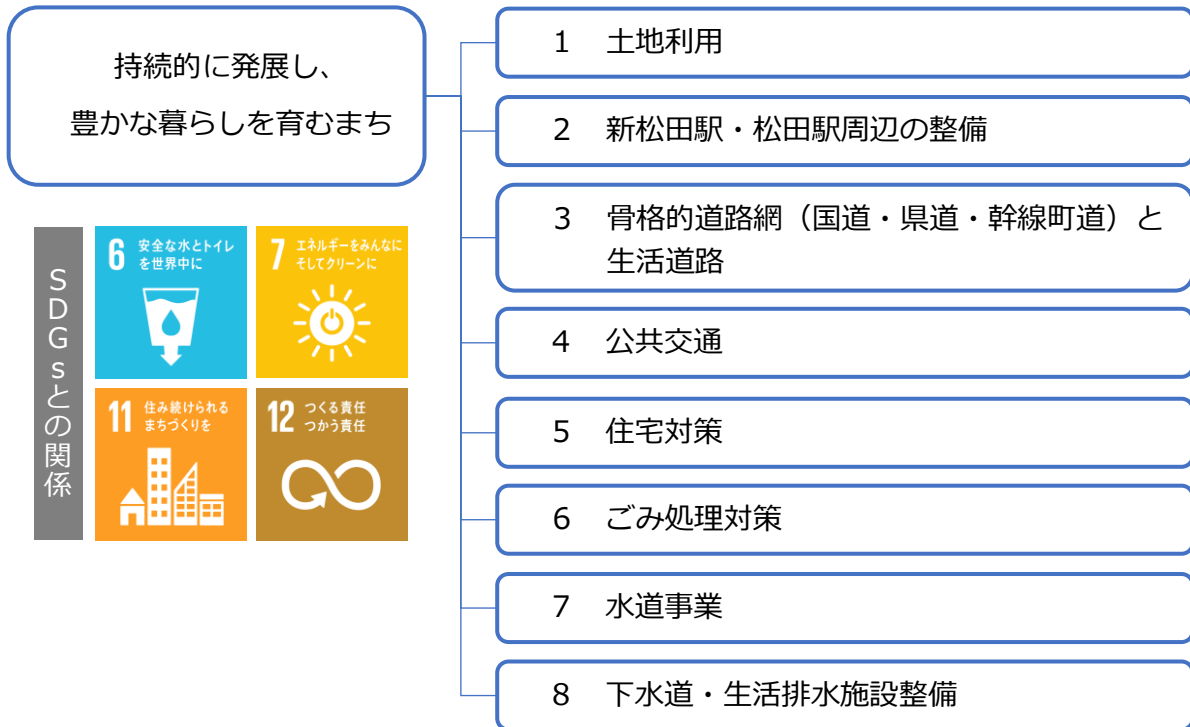 持続的に発展し、
豊かな暮らしを育むまち
1 土地利用
2 新松田駅・松田駅周辺の整備
3 骨格的道路網（国道・県道・幹線町道）と
生活道路
4 公共交通
5 住宅対策
6 ごみ処理対策
7 水道事業
8 下水道・生活排水施設整備
SDGsとの関係
6 安全な水とトイレ
を世界中に
7 エネルギーをみんなに
そしてクリーンに
11 住み続けられる
まちづくりを
12 つくる責任
つかう責任